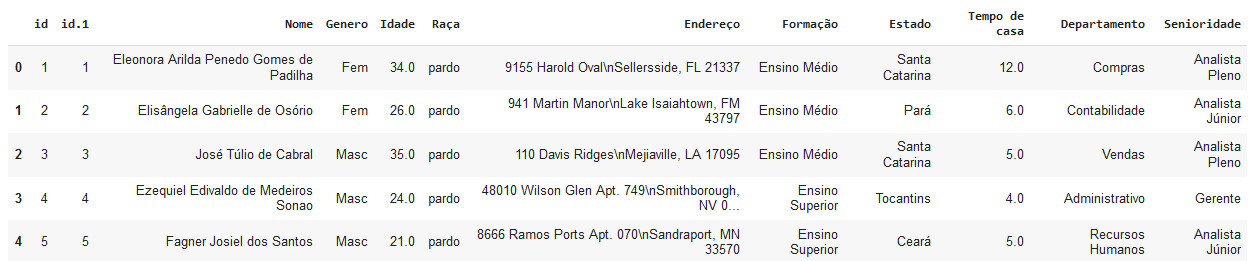 id id.1 Nome Genero Idade Raça Endereço Formação Estado Tempo de casa Departamento Senioridade
0 1 1 Eleonora Arilda Penedo Gomes de Padilha Fem 34.0 pardo 9155 Harold Oval\nSellersside, FL 21337 Ensino Médio Santa Catarina 12.0 Compras Analista Pleno
1 2 2 Elisângela Gabrielle de Osório Fem 26.0 pardo 941 Martin Manor\nLake Isaiahtown, FM 43797 Ensino Médio Pará 6.0 Contabilidade Analista Júnior
2 3 3 José Túlio de Cabral Masc 35.0 pardo 110 Davis Ridges\nMejiaville, LA 17095 Ensino Médio Santa Catarina 5.0 Vendas Analista Pleno
3 4 4 Ezequiel Edivaldo de Medeiros Sonao Masc 24.0 pardo 48010 Wilson Glen Apt. 749\nSmithborough, NV 0... Ensino Superior Tocantins 4.0 Administrativo Gerente
4 5 5 Fagner Josiel dos Santos Masc 21.0 pardo 8666 Ramos Ports Apt. 070\nSandraport, MN 33570 Ensino Superior Ceará 5.0 Recursos Humanos Analista Júnior